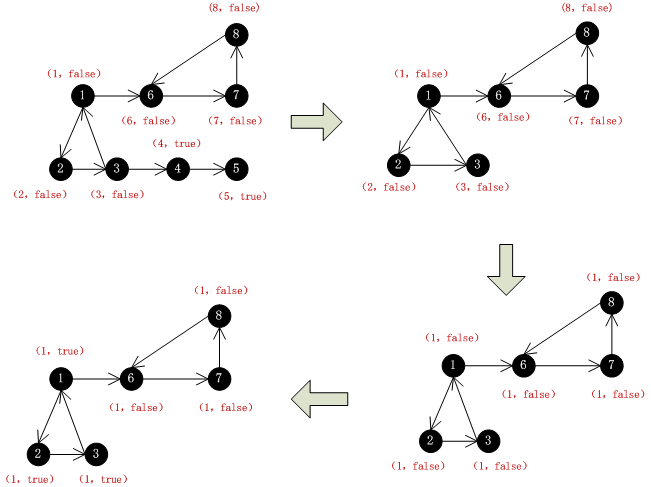 (8, false)
8
(1, false)
1
6
7
(6, false)
(7, false)
(4, true)
2
3
4
5
(2, false)
(3, false)
(5, true)
(8, false)
8
(1, false)
1
6
7
(6, false)
(7, false)
2
3
(2, false)
(3, false)
(1, false)
8
(1, true)
1
6
7
(1, false)
(1, false)
2
3
(1, true)
(1, true)
(1, false)
8
(1, false)
1
6
7
(1, false)
(1, false)
2
3
(1, false)
(1, false)